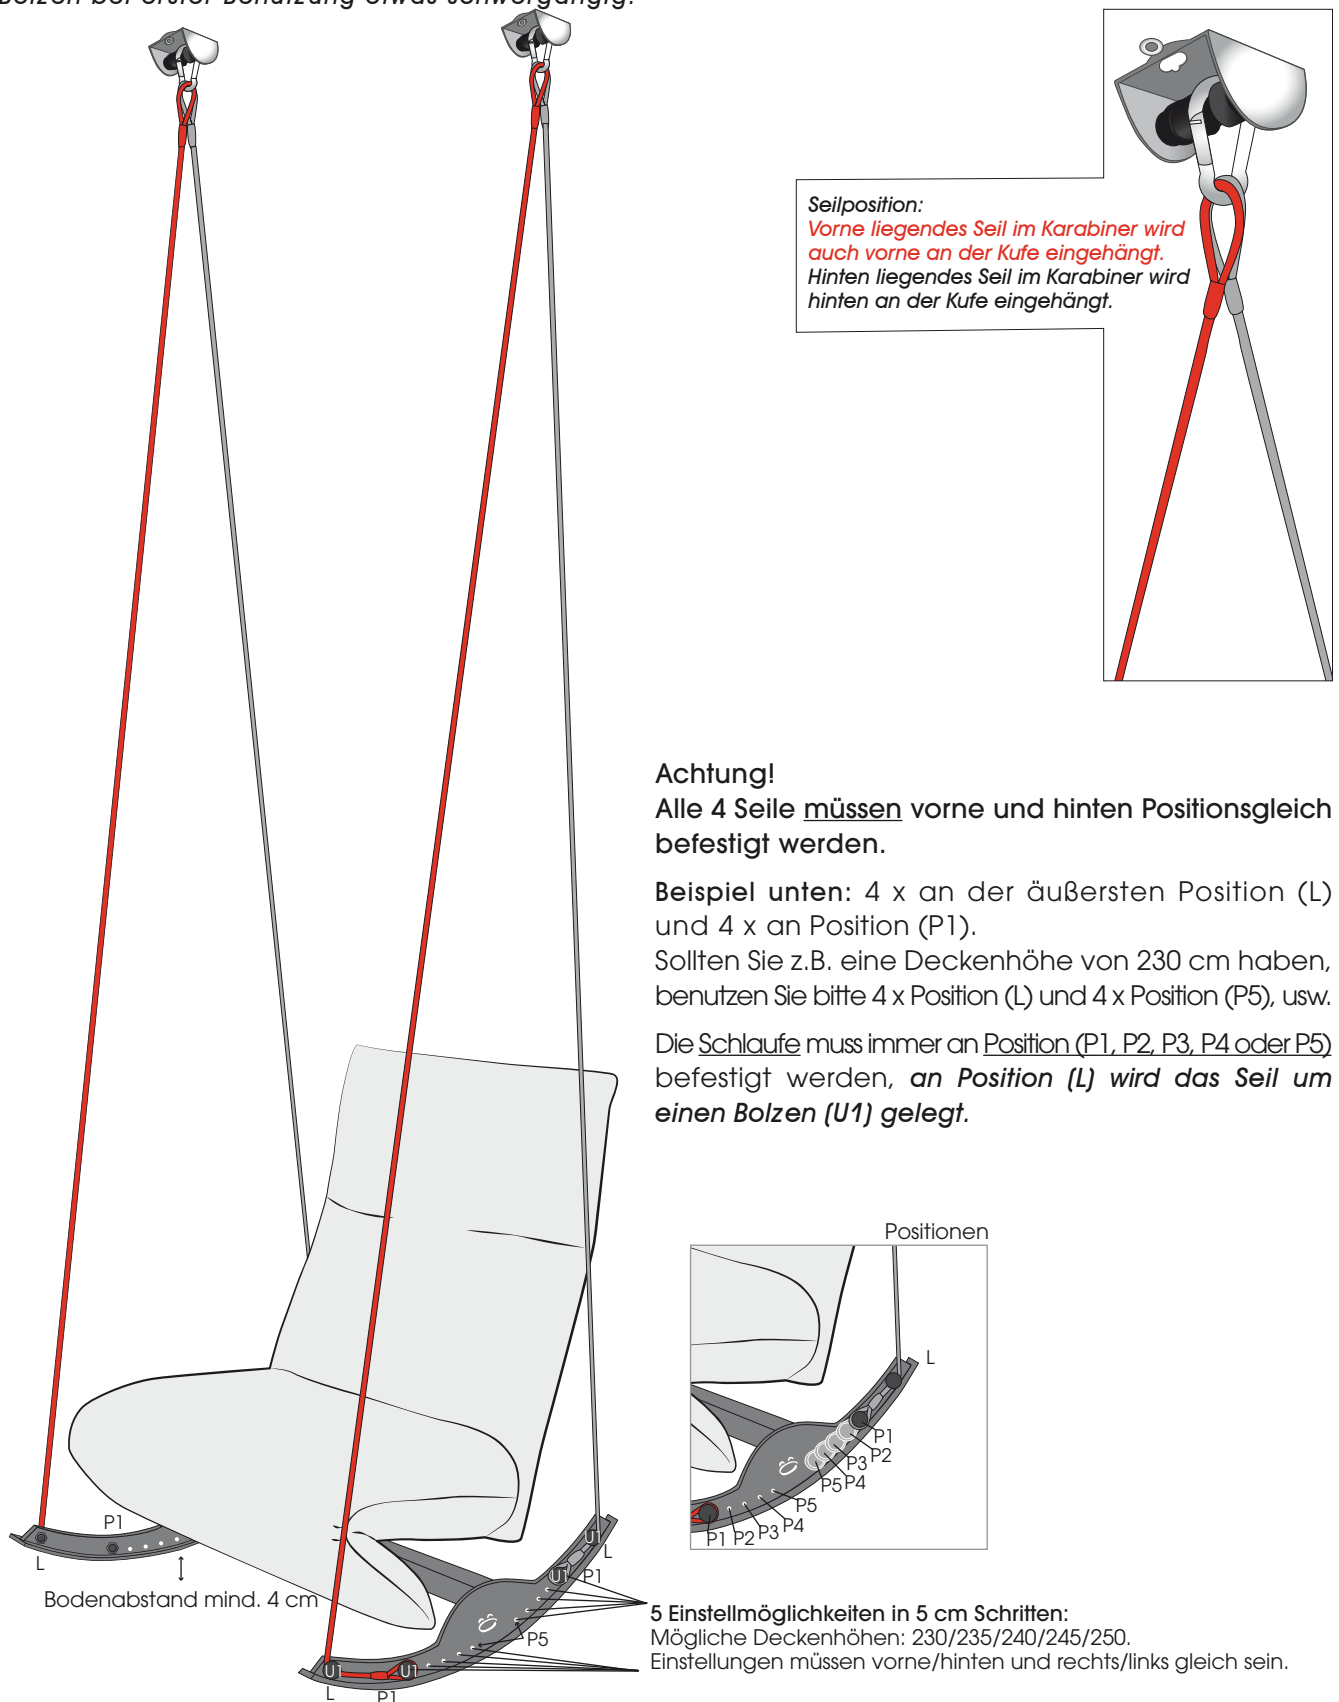 Bolzen bei erster Benutzung etwas schwergängig.
Seilposition:
Vorne liegendes Seil im Karabiner wird
auch vorne an der Kufe eingehängt.
Hinten liegendes Seil im Karabiner wird
hinten an der Kufe eingehängt.
Achtung!
Alle 4 Seile müssen vorne und hinten Positionsgleich
befestigt werden.
Beispiel unten: 4 x an der äußersten Position (L)
und 4 x an Position (P1).
Sollten Sie z.B. eine Deckenhöhe von 230 cm haben,
benutzen Sie bitte 4 x Position (L) und 4 x Position (P5), usw.
Die Schlaufe muss immer an Position (P1, P2, P3, P4 oder P5)
befestigt werden, an Position (L) wird das Seil um
einen Bolzen (U1) gelegt.
Positionen
L
P1
P2
P3
P4
P5
P5
P4
P3
P2
P1
P1
L
Bodenabstand mind. 4 cm
U1
L
U1
P1
P5
U1
U1
L
P1
5 Einstellmöglichkeiten in 5 cm Schritten:
Mögliche Deckenhöhen: 230/235/240/245/250.
Einstellungen müssen vorne/hinten und rechts/links gleich sein.